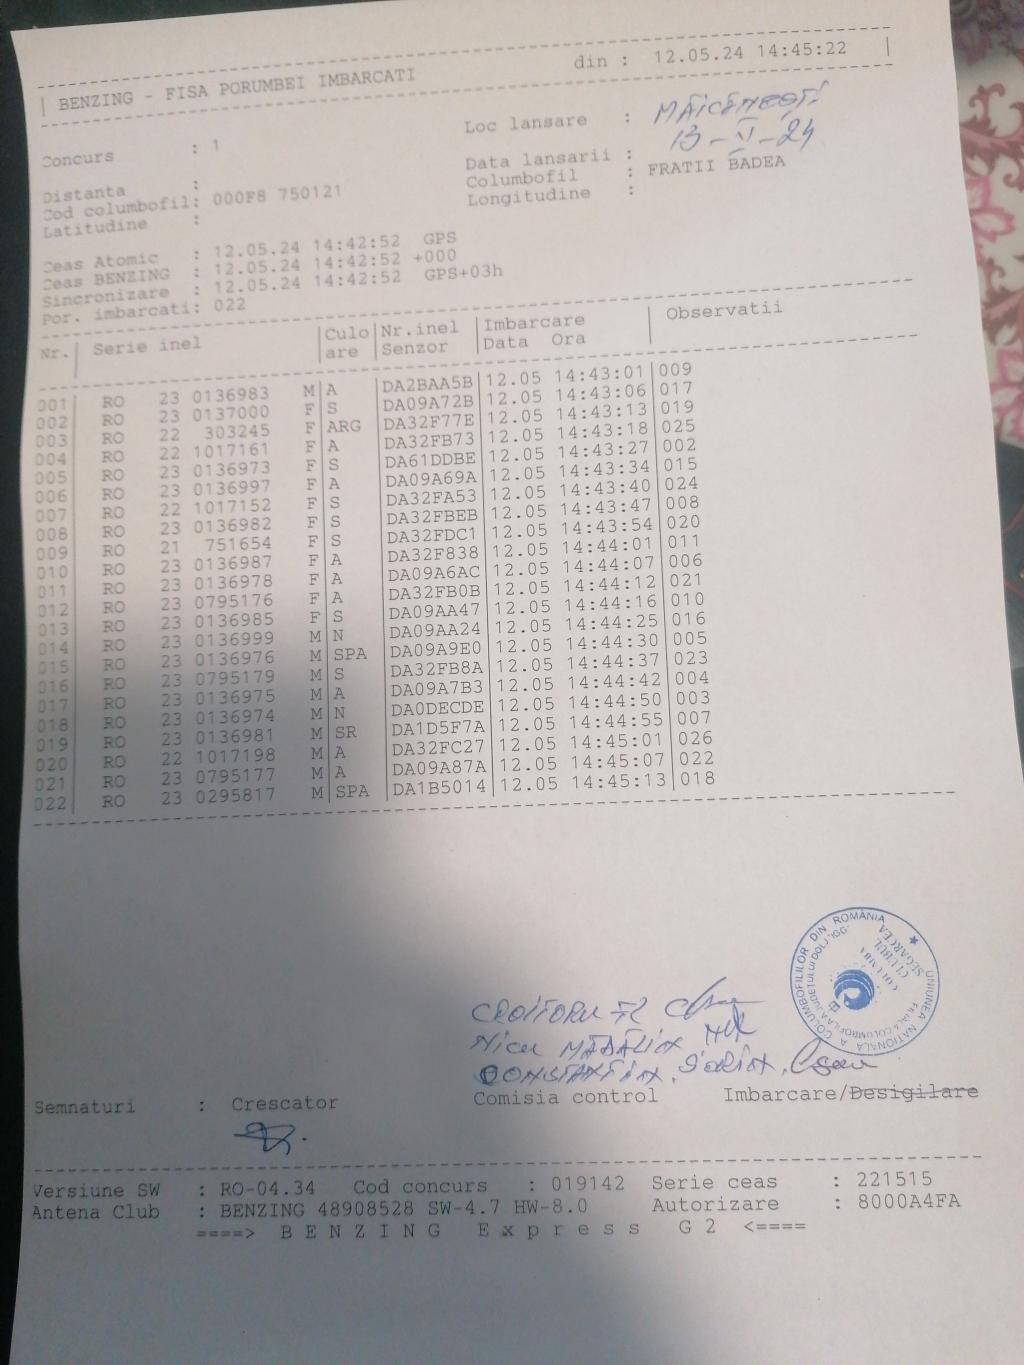 BENZING - FISA PORUMBEI IMBARCATI din : 12.05.24 14:45:22
Concurs : 1 Loc lansare :
Distanta : Data lansarii : 13-V-24
Cod columbofil: 000F8 750121 Columbofil : FRATII BADEA
Latitudine : Longitudine :
Ceas Atomic : 12.05.24 14:42:52 GPS
Ceas BENZING : 12.05.24 14:42:52 +000
Sincronizare : 12.05.24 14:42:52 GPS+03h
Por. imbarcati: 022
Nr. Serie inel Culoare Nr.inel Senzor Imbarcare Data Ora Observatii
001 RO 23 0136983 M A DA2BAA5B 12.05 14:43:01 009
002 RO 23 0137000 F S DA09A72B 12.05 14:43:06 017
003 RO 22 303245 F ARG DA32F77E 12.05 14:43:13 019
004 RO 22 1017161 F A DA32FB73 12.05 14:43:18 025
005 RO 23 0136973 F S DA61DDBE 12.05 14:43:27 002
006 RO 23 0136997 F A DA09A69A 12.05 14:43:34 015
007 RO 22 1017152 F S DA32FA53 12.05 14:43:40 024
008 RO 23 0136982 F S DA32FBEB 12.05 14:43:47 008
009 RO 21 751654 F S DA32FDC1 12.05 14:43:54 020
010 RO 23 0136987 F A DA32F838 12.05 14:44:01 011
011 RO 23 0136978 F A DA09A6AC 12.05 14:44:07 006
012 RO 23 0795176 F A DA32FB0B 12.05 14:44:12 021
013 RO 23 0136985 F S DA09AA47 12.05 14:44:16 010
014 RO 23 0136999 M N DA09AA24 12.05 14:44:25 016
015 RO 23 0136976 M SPA DA09A9E0 12.05 14:44:30 005
016 RO 23 0795179 M S DA32FB8A 12.05 14:44:37 023
017 RO 23 0136975 M A DA09A7B3 12.05 14:44:42 004
018 RO 23 0136974 M N DA0DECDE 12.05 14:44:50 003
019 RO 23 0136981 M SR DA1D5F7A 12.05 14:44:55 007
020 RO 22 1017198 M A DA32FC27 12.05 14:45:01 026
021 RO 23 0795177 M A DA09A87A 12.05 14:45:07 022
022 RO 23 0295817 M SPA DA1B5014 12.05 14:45:13 018
UNIUNEA NATIONALA A COLUMBOFILILOR DIN ROMÂNIA
CLUBUL
COLUMBA
SEGARCEA
CROITORU
NICU MĂDĂLIN
CONSTANTIN SORIN
Semnaturi : Crescator Comisia control Imbarcare/Desigilare
Versiune SW : RO-04.34 Cod concurs : 019142 Serie ceas : 221515
Antena Club : BENZING 48908528 SW-4.7 HW-8.0 Autorizare : 8000A4FA
====> B E N Z I N G E x p r e s s G 2 <====